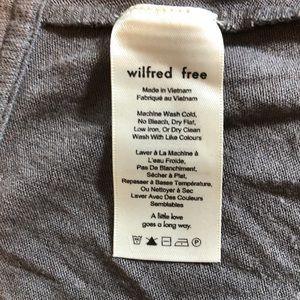 wilfred free
Made in Vietnam
Fabriqué au Vietnam
Machine Wash Cold,
No Bleach, Dry Flat,
Low Iron, Or Dry Clean
Wash With Like Colours
Laver à La Machine à
L'eau Froide,
Pas De Blanchiment,
Sécher à Plat,
Repasser à Basse Température,
Ou Nettoyer à Sec
Laver Avec Des Couleurs
Semblables
A little love
goes a long way.